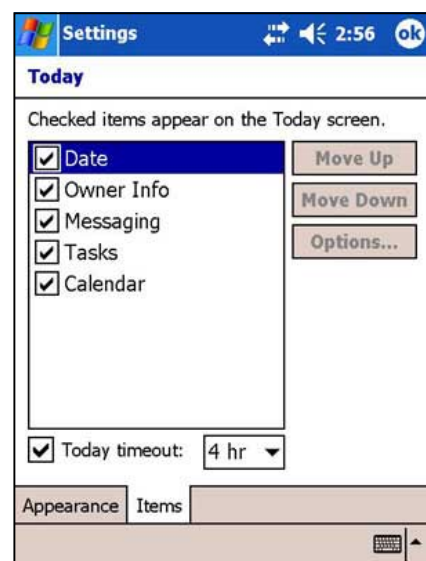 Settings 2:56 ok
Today
Checked items appear on the Today screen.
Date
Owner Info
Messaging
Tasks
Calendar
Move Up
Move Down
Options...
Today timeout: 4 hr
Appearance Items